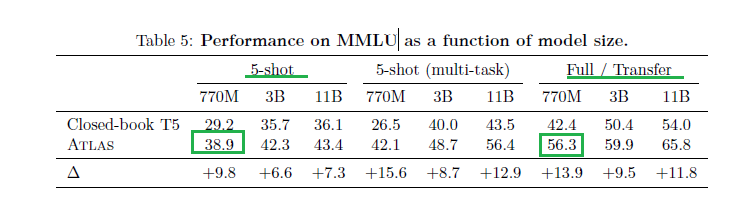 Table 5: Performance on MMLU as a function of model size.
5-shot 5-shot (multi-task) Full / Transfer
770M 3B 11B 770M 3B 11B 770M 3B 11B
Closed-book T5 29.2 35.7 36.1 26.5 40.0 43.5 42.4 50.4 54.0
ATLAS 38.9 42.3 43.4 42.1 48.7 56.4 56.3 59.9 65.8
Δ +9.8 +6.6 +7.3 +15.6 +8.7 +12.9 +13.9 +9.5 +11.8